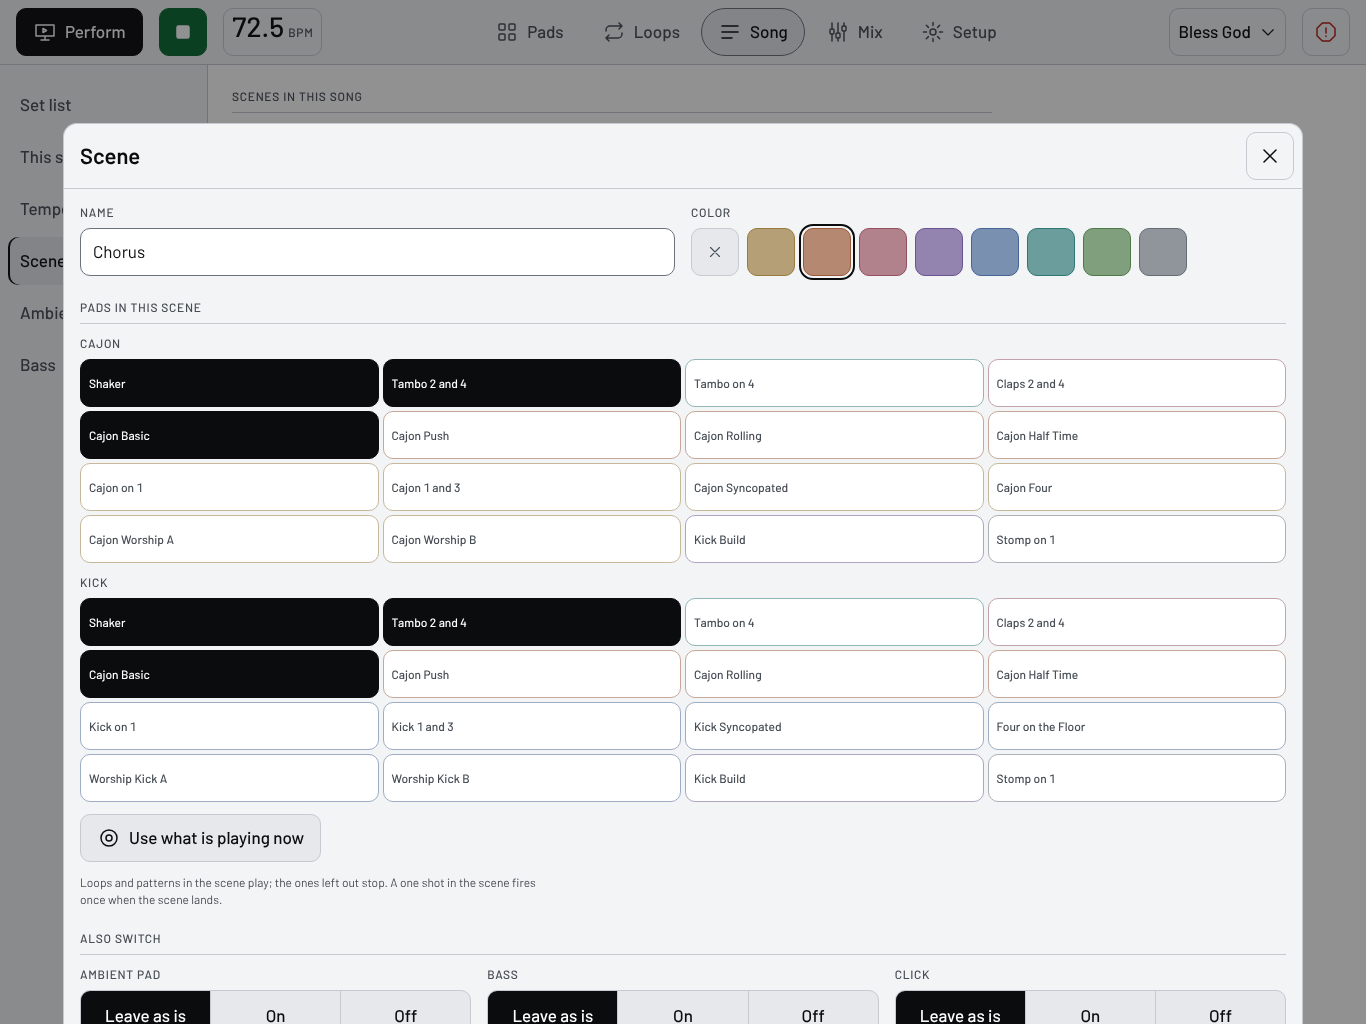 Perform
72.5 BPM
Pads
Loops
Song
Mix
Setup
Bless God
Set list
This s
Tempo
Scene
Ambie
Bass
SCENES IN THIS SONG
Scene
NAME
Chorus
COLOR
PADS IN THIS SCENE
CAJON
Shaker
Tambo 2 and 4
Tambo on 4
Claps 2 and 4
Cajon Basic
Cajon Push
Cajon Rolling
Cajon Half Time
Cajon on 1
Cajon 1 and 3
Cajon Syncopated
Cajon Four
Cajon Worship A
Cajon Worship B
Kick Build
Stomp on 1
KICK
Shaker
Tambo 2 and 4
Tambo on 4
Claps 2 and 4
Cajon Basic
Cajon Push
Cajon Rolling
Cajon Half Time
Kick on 1
Kick 1 and 3
Kick Syncopated
Four on the Floor
Worship Kick A
Worship Kick B
Kick Build
Stomp on 1
Use what is playing now
Loops and patterns in the scene play; the ones left out stop. A one shot in the scene fires
once when the scene lands.
ALSO SWITCH
AMBIENT PAD
Leave as is
On
Off
BASS
Leave as is
On
Off
CLICK
Leave as is
On
Off